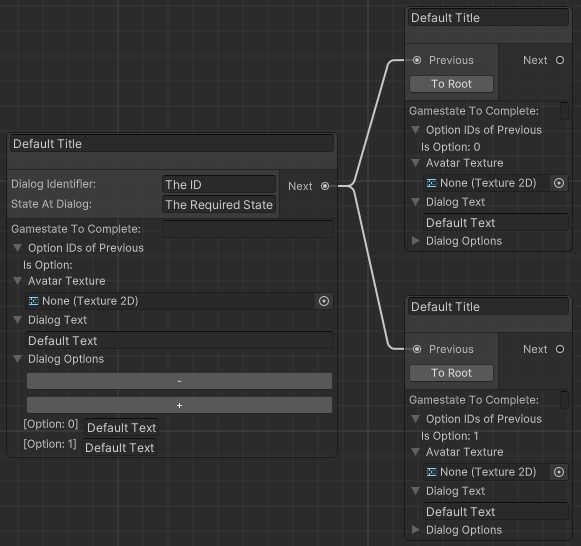 Default Title
Dialog Identifier: The ID
State At Dialog: The Required State
Next
Gamestate To Complete:
Option IDs of Previous
Is Option:
Avatar Texture
None (Texture 2D)
Dialog Text
Default Text
Dialog Options
-
+
[Option: 0] Default Text
[Option: 1] Default Text
Default Title
Previous Next
To Root
Gamestate To Complete:
Option IDs of Previous
Is Option: 0
Avatar Texture
None (Texture 2D)
Dialog Text
Default Text
Dialog Options
Default Title
Previous Next
To Root
Gamestate To Complete:
Option IDs of Previous
Is Option: 1
Avatar Texture
None (Texture 2D)
Dialog Text
Default Text
Dialog Options